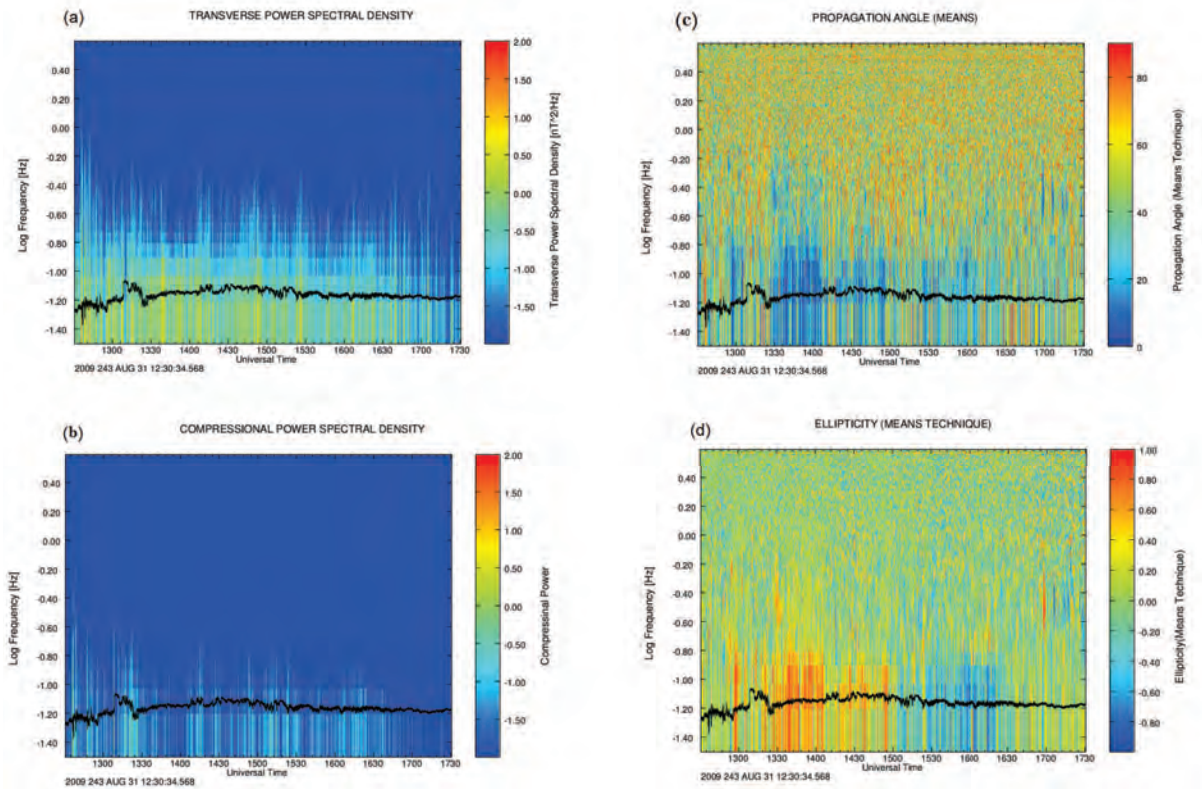 (a)
TRANSVERSE POWER SPECTRAL DENSITY
Log Frequency [Hz]
0.40
0.20
0.00
-0.20
-0.40
-0.60
-0.80
-1.00
-1.20
-1.40
1300 1330 1400 1430 1500 1530 1600 1630 1700 1730
Universal Time
2009 243 AUG 31 12:30:34.568
2.00
1.50
1.00
0.50
0.00
-0.50
-1.00
-1.50
Transverse Power Spectral Density [nT^2/Hz]
(c)
PROPAGATION ANGLE (MEANS)
Log Frequency [Hz]
0.40
0.20
0.00
-0.20
-0.40
-0.60
-0.80
-1.00
-1.20
-1.40
1300 1330 1400 1430 1500 1530 1600 1630 1700 1730
Universal Time
2009 243 AUG 31 12:30:34.568
80
60
40
20
0
Propagation Angle (Means Technique)
(b)
COMPRESSIONAL POWER SPECTRAL DENSITY
Log Frequency [Hz]
0.40
0.20
0.00
-0.20
-0.40
-0.60
-0.80
-1.00
-1.20
-1.40
1300 1330 1400 1430 1500 1530 1600 1630 1700 1730
Universal Time
2009 243 AUG 31 12:30:34.568
2.00
1.50
1.00
0.50
0.00
-0.50
-1.00
-1.50
Compressinal Power
(d)
ELLIPTICITY (MEANS TECHNIQUE)
Log Frequency [Hz]
0.40
0.20
0.00
-0.20
-0.40
-0.60
-0.80
-1.00
-1.20
-1.40
1300 1330 1400 1430 1500 1530 1600 1630 1700 1730
Universal Time
2009 243 AUG 31 12:30:34.568
1.00
0.80
0.60
0.40
0.20
0.00
-0.20
-0.40
-0.60
-0.80
Ellipticity(Means Technique)